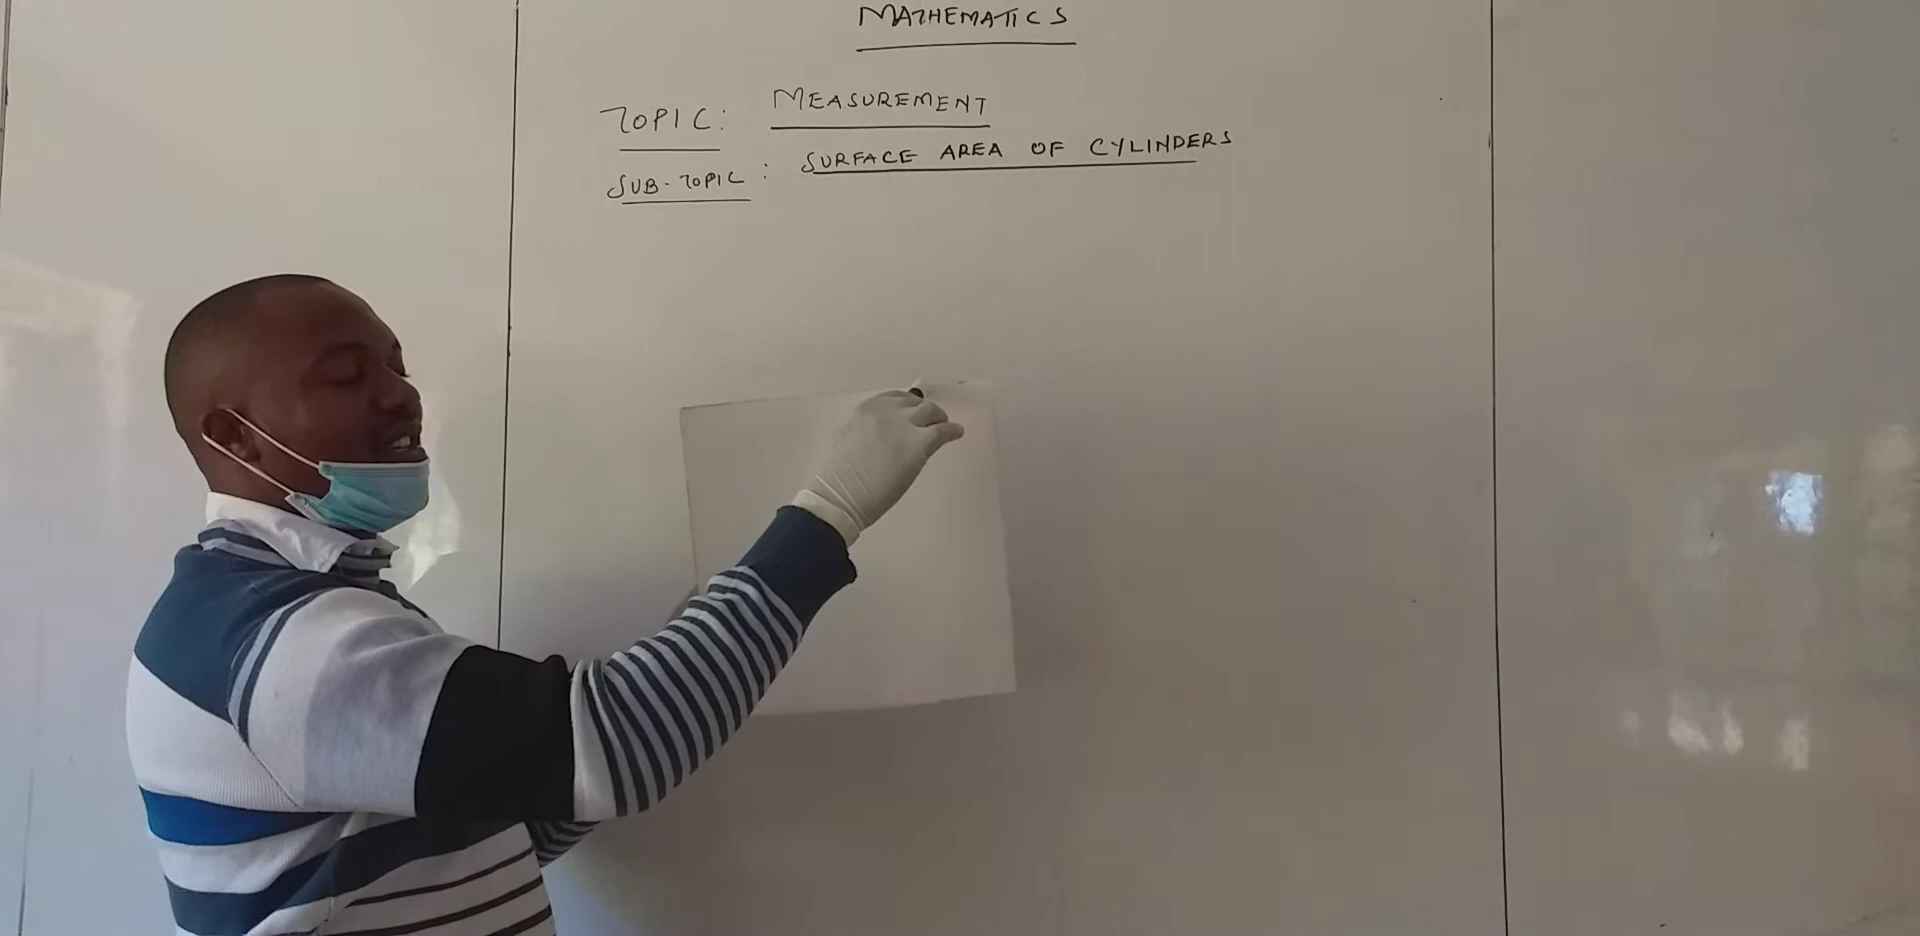 MATHEMATICS
TOPIC: MEASUREMENT
SUB-TOPIC: SURFACE AREA OF CYLINDERS